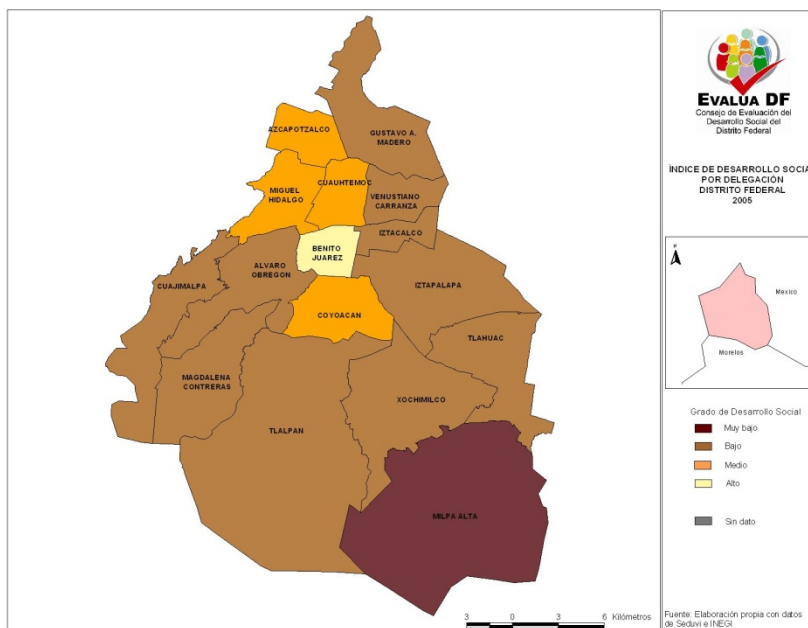 AZCAPOTZALCO
GUSTAVO A.
MADERO
MIGUEL
HIDALGO
CUAUHTEMOC
VENUSTIANO
CARRANZA
IZTACALCO
BENITO
JUAREZ
CUAJIMALPA
ALVARO
OBREGON
IZTAPALAPA
COYOACAN
TLAHUAC
MAGDALENA
CONTRERAS
XOCHIMILCO
TLALPAN
MILPA ALTA
3 0 3 6 Kilómetros
EVALUA DF
Consejo de Evaluación del
Desarrollo Social del
Distrito Federal
ÍNDICE DE DESARROLLO SOCIA
POR DELEGACIÓN
DISTRITO FEDERAL
2005
Mexico
Morelos
Grado de Desarrollo Social
Muy bajo
Bajo
Medio
Alto
Sin dato
Fuente: Elaboración propia con datos
de Seduvi e INEGI